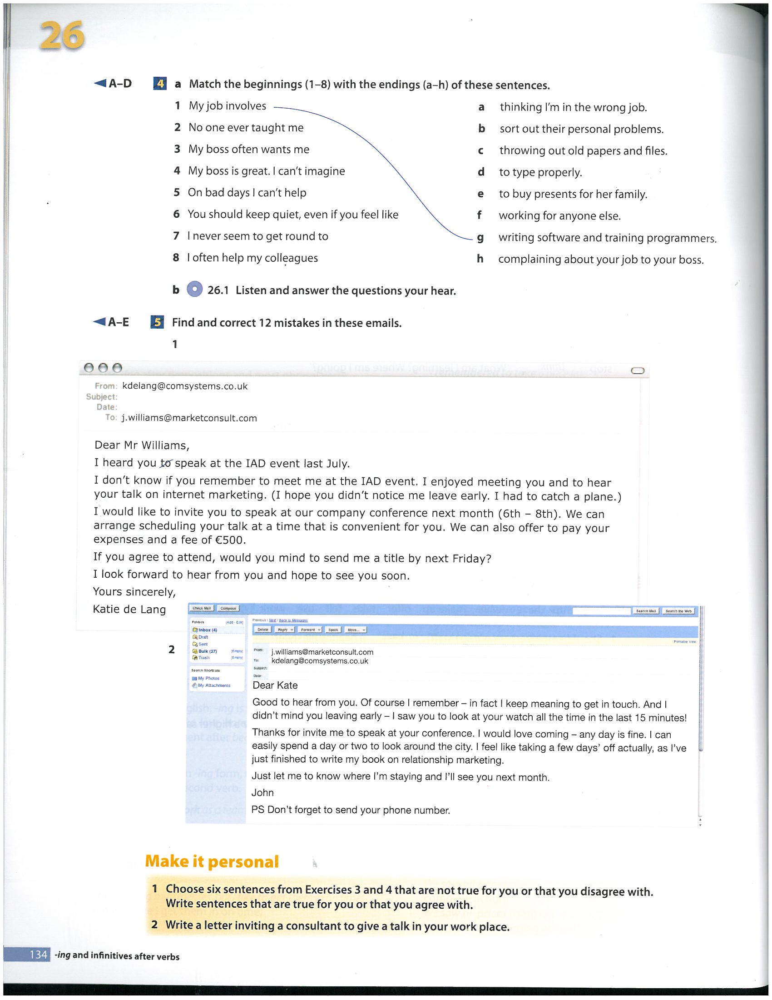 26
A–D 4 a Match the beginnings (1–8) with the endings (a–h) of these sentences.
1 My job involves
2 No one ever taught me
3 My boss often wants me
4 My boss is great. I can't imagine
5 On bad days I can't help
6 You should keep quiet, even if you feel like
7 I never seem to get round to
8 I often help my colleagues
a thinking I'm in the wrong job.
b sort out their personal problems.
c throwing out old papers and files.
d to type properly.
e to buy presents for her family.
f working for anyone else.
g writing software and training programmers.
h complaining about your job to your boss.
b 26.1 Listen and answer the questions your hear.
A–E 5 Find and correct 12 mistakes in these emails.
1
From: kdelang@comsystems.co.uk
Subject:
Date:
To: j.williams@marketconsult.com
Dear Mr Williams,
I heard you to speak at the IAD event last July.
I don't know if you remember to meet me at the IAD event. I enjoyed meeting you and to hear
your talk on internet marketing. (I hope you didn't notice me leave early. I had to catch a plane.)
I would like to invite you to speak at our company conference next month (6th – 8th). We can
arrange scheduling your talk at a time that is convenient for you. We can also offer to pay your
expenses and a fee of €500.
If you agree to attend, would you mind to send me a title by next Friday?
I look forward to hear from you and hope to see you soon.
Yours sincerely,
Katie de Lang
2
Check Mail Compose
Search Mail Search the Web
Folders (Add - Edit)
Inbox (4)
Draft
Sent
Bulk (37) [Empty]
Trash [Empty]
Search Shortcuts
My Photos
My Attachments
Previous | Next | Back to Messages
Delete Reply Forward Spam Move...
Printable View
From: j.williams@marketconsult.com
To: kdelang@comsystems.co.uk
Subject:
Date:
Dear Kate
Good to hear from you. Of course I remember – in fact I keep meaning to get in touch. And I
didn't mind you leaving early – I saw you to look at your watch all the time in the last 15 minutes!
Thanks for invite me to speak at your conference. I would love coming – any day is fine. I can
easily spend a day or two to look around the city. I feel like taking a few days' off actually, as I've
just finished to write my book on relationship marketing.
Just let me to know where I'm staying and I'll see you next month.
John
PS Don't forget to send your phone number.
Make it personal
1 Choose six sentences from Exercises 3 and 4 that are not true for you or that you disagree with.
Write sentences that are true for you or that you agree with.
2 Write a letter inviting a consultant to give a talk in your work place.
134 -ing and infinitives after verbs